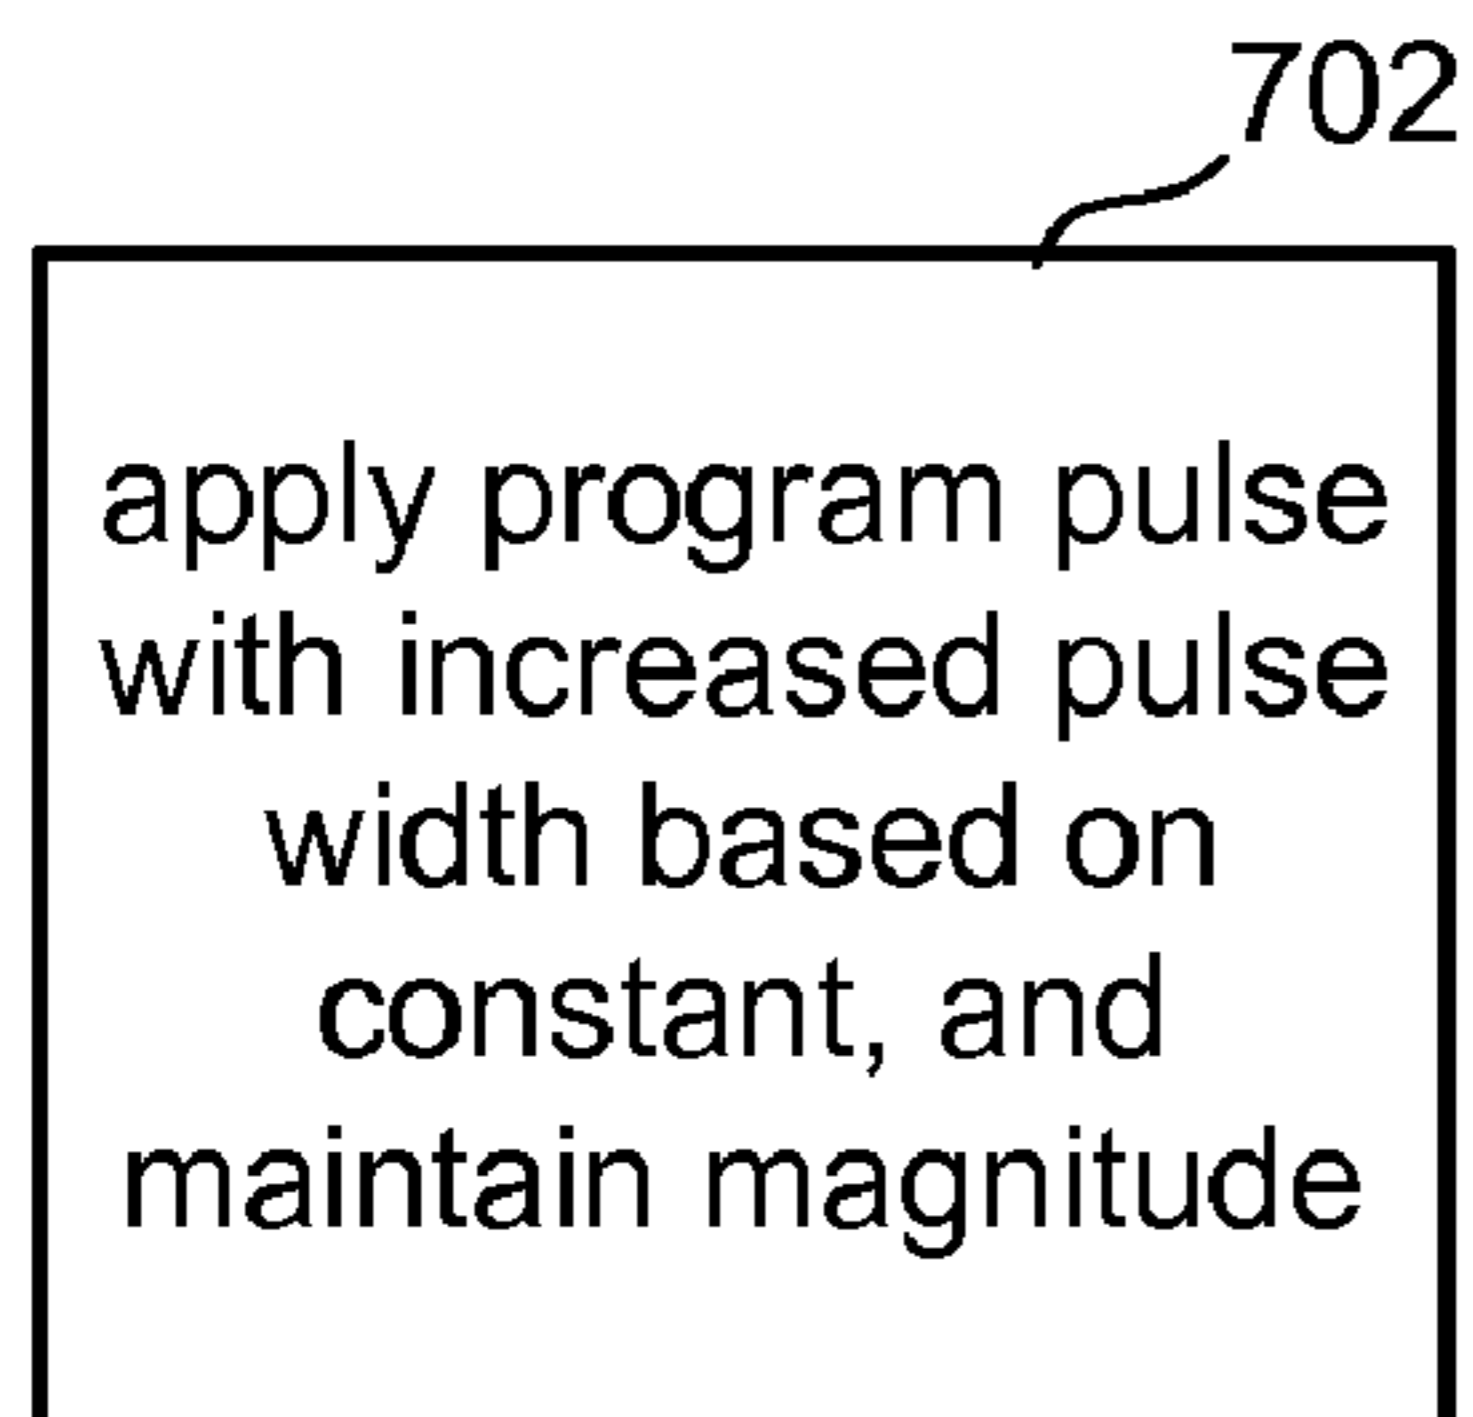 702
apply program pulse
with increased pulse
width based on
constant, and
maintain magnitude